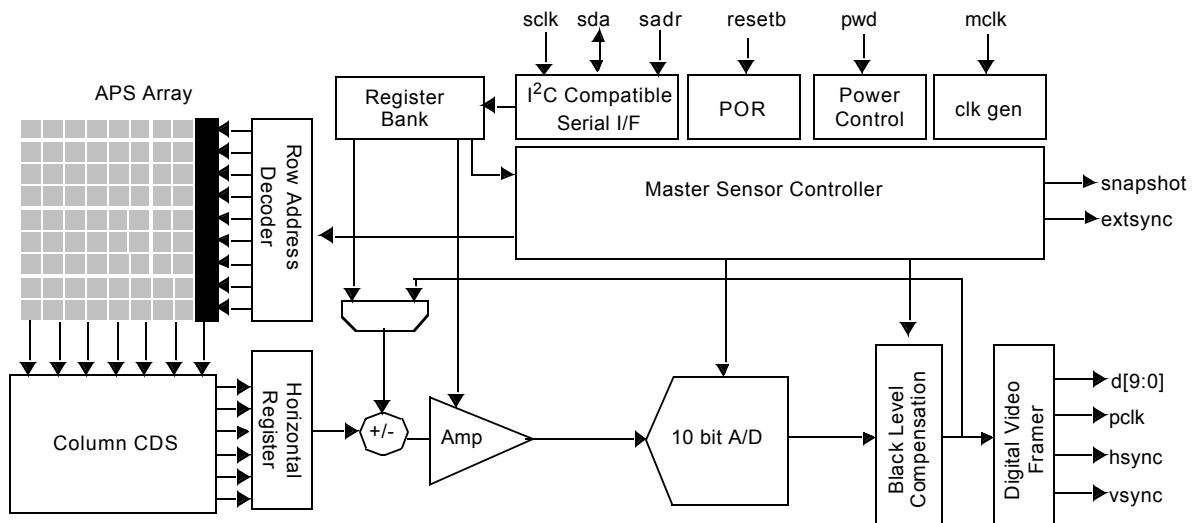 sclk
sda
sadr
resetb
pwd
mclk
APS Array
Register
Bank
I²C Compatible
Serial I/F
POR
Power
Control
clk gen
Row Address
Decoder
Master Sensor Controller
snapshot
extsync
Column CDS
Horizontal
Register
+/-
Amp
10 bit A/D
Black Level
Compensation
Digital Video
Framer
d[9:0]
pclk
hsync
vsync